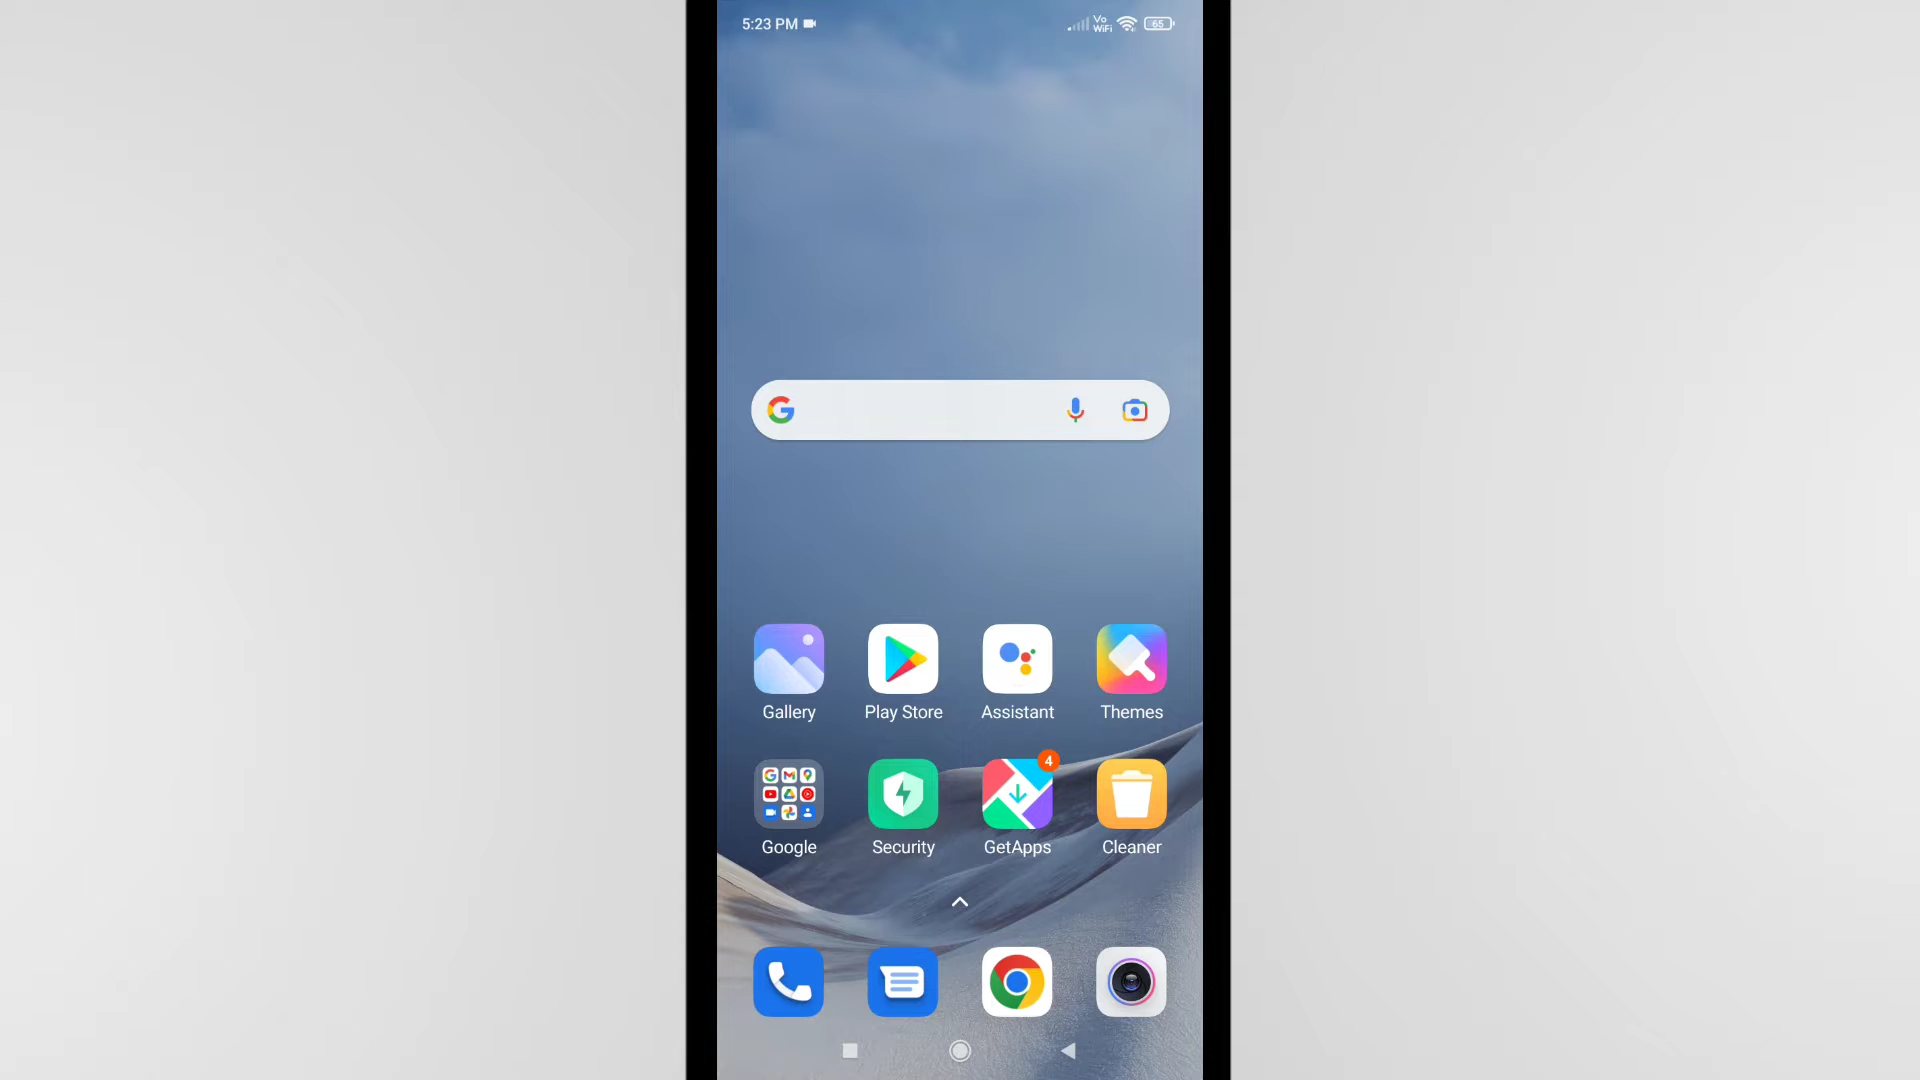 5:23 PM
Vo
WiFi
65
Gallery
Play Store
Assistant
Themes
4
Google
Security
GetApps
Cleaner